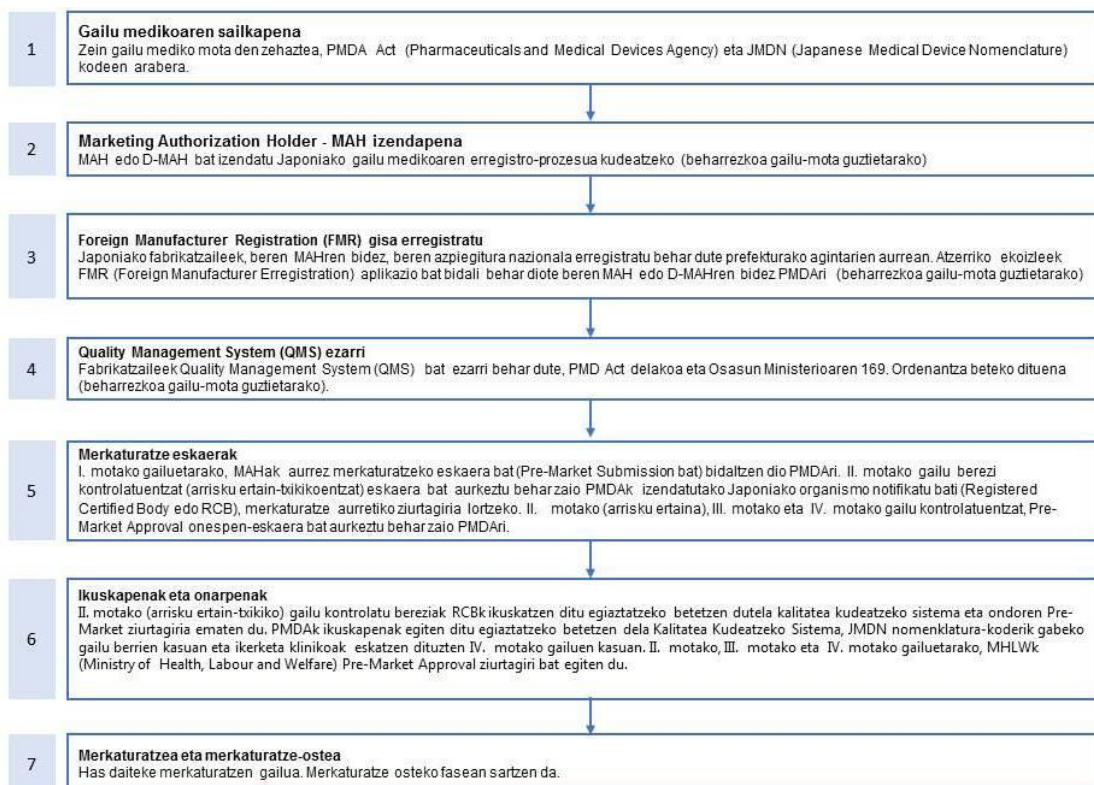 1
Gailu medikoaren sailkapena
Zein gailu mediko mota den zehaztea, PMDA Act (Pharmaceuticals and Medical Devices Agency) eta JMDN (Japanese Medical Device Nomenclature)
kodeen arabera.
2
Marketing Authorization Holder - MAH izendapena
MAH edo D-MAH bat izendatu Japoniako gailu medikoaren erregistro-prozesua kudeatzeko (beharrezkoa gailu-mota guztietarako)
3
Foreign Manufacturer Registration (FMR) gisa erregistratu
Japoniako fabrikatzaileek, beren MAHren bidez, beren azpiegitura nazionala erregistratu behar dute prefekturako agintarien aurrean. Atzerriko ekoizleek
FMR (Foreign Manufacturer Erregistration) aplikazio bat bidali behar diote beren MAH edo D-MAHren bidez PMDAri (beharrezkoa gailu-mota guztietarako)
4
Quality Management System (QMS) ezarri
Fabrikatzaileek Quality Management System (QMS) bat ezarri behar dute, PMD Act delakoa eta Osasun Ministerioaren 169. Ordenantza beteko dituena
(beharrezkoa gailu-mota guztietarako).
5
Merkaturatze eskaerak
I. motako gailuetarako, MAHak aurrez merkaturatzeko eskaera bat (Pre-Market Submission bat) bidaltzen dio PMDAri. II. motako gailu berezi
kontrolatuentzat (arrisku ertain-txikikoentzat) eskaera bat aurkeztu behar zaio PMDAk izendatutako Japoniako organismo notifikatu bati (Registered
Certified Body edo RCB), merkaturatze aurretiko ziurtagiria lortzeko. II. motako (arrisku ertaina), III. motako eta IV. motako gailu kontrolatuentzat, Pre-
Market Approval onespen-eskaera bat aurkeztu behar zaio PMDAri.
6
Ikuskapenak eta onarpenak
II. motako (arrisku ertain-txikiko) gailu kontrolatu bereziak RCBk ikuskatzen ditu egiaztatzeko betetzen dutela kalitatea kudeatzeko sistema eta ondoren Pre-
Market ziurtagiria ematen du. PMDAk ikuskapenak egiten ditu egiaztatzeko betetzen dela Kalitatea Kudeatzeko Sistema, JMDN nomenklatura-koderik gabeko
gailu berrien kasuan eta ikerketa klinikoak eskatzen dituzten IV. motako gailuen kasuan. II. motako, III. motako eta IV. motako gailuetarako, MHLWk
(Ministry of Health, Labour and Welfare) Pre-Market Approval ziurtagiri bat egiten du.
7
Merkaturatzea eta merkaturatze-ostea
Has daiteke merkaturatzen gailua. Merkaturatze osteko fasean sartzen da.